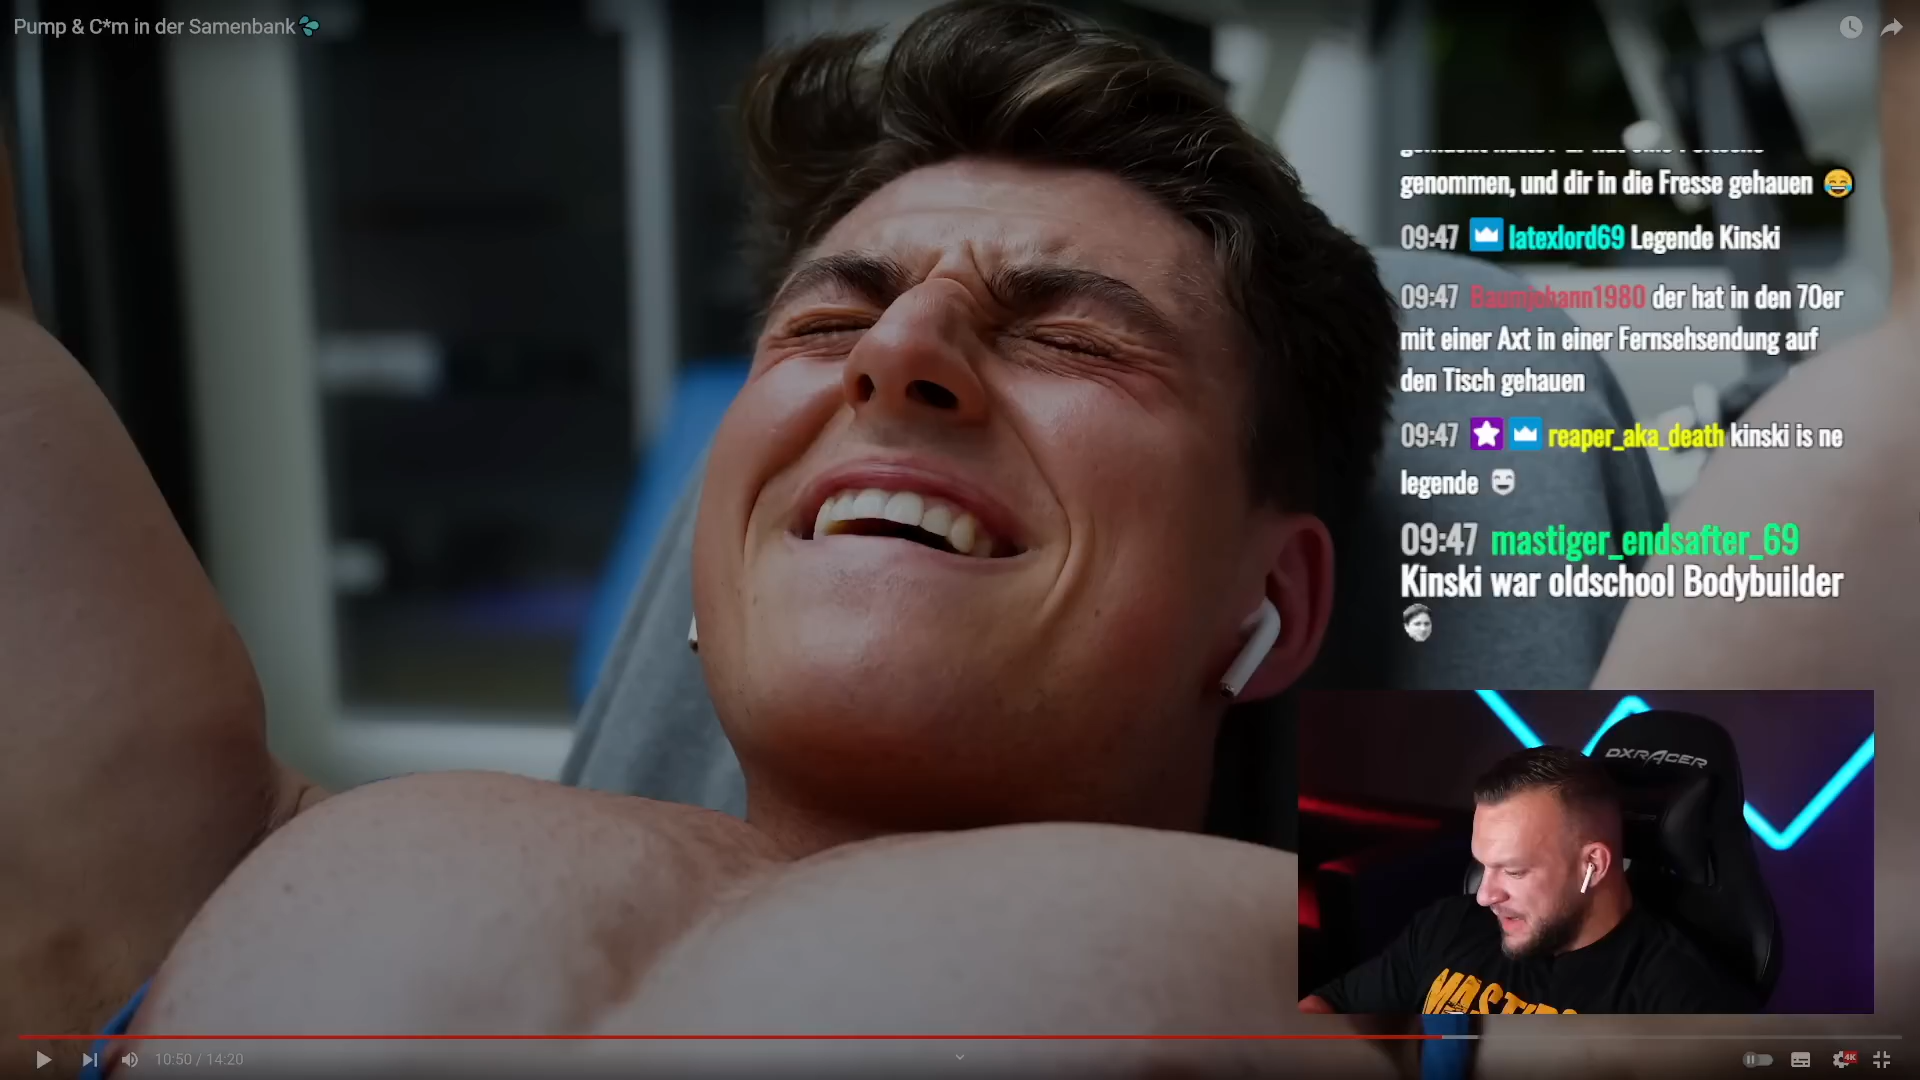 Pump & C*m in der Samenbank💦
genommen, und dir in die Fresse gehauen 😂
09:47 latexlord69 Legende Kinski
09:47 Baumjohann1980 der hat in den 70er
mit einer Axt in einer Fernsehsendung auf
den Tisch gehauen
09:47 reaper_aka_death kinski is ne
legende
09:47 mastiger_endsafter_69
Kinski war oldschool Bodybuilder
DXRACER
10:50 / 14:20
4K